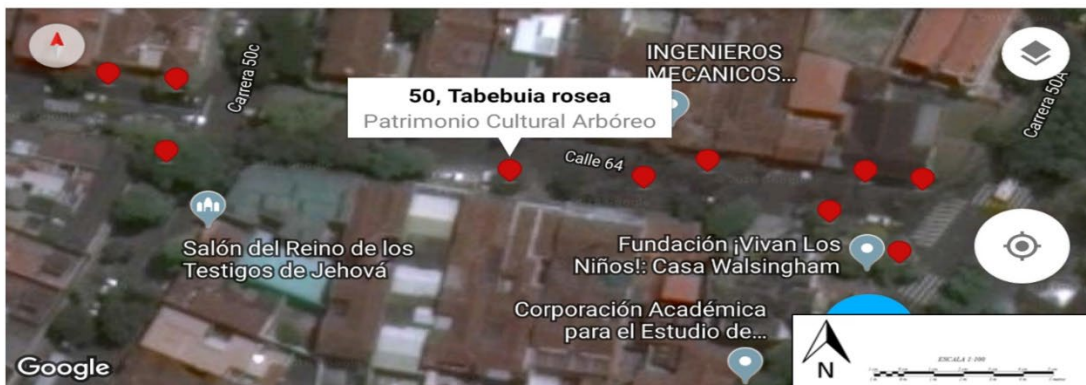 Carrera 50c
INGENIEROS
MECANICOS...
Carrera 50A
50, Tabebuia rosea
Patrimonio Cultural Arbóreo
Calle 64
Salón del Reino de los
Testigos de Jehová
Fundación ¡Vivan Los
Niños!: Casa Walsingham
Corporación Académica
para el Estudio de...
Google
N
ESCALA 1-100